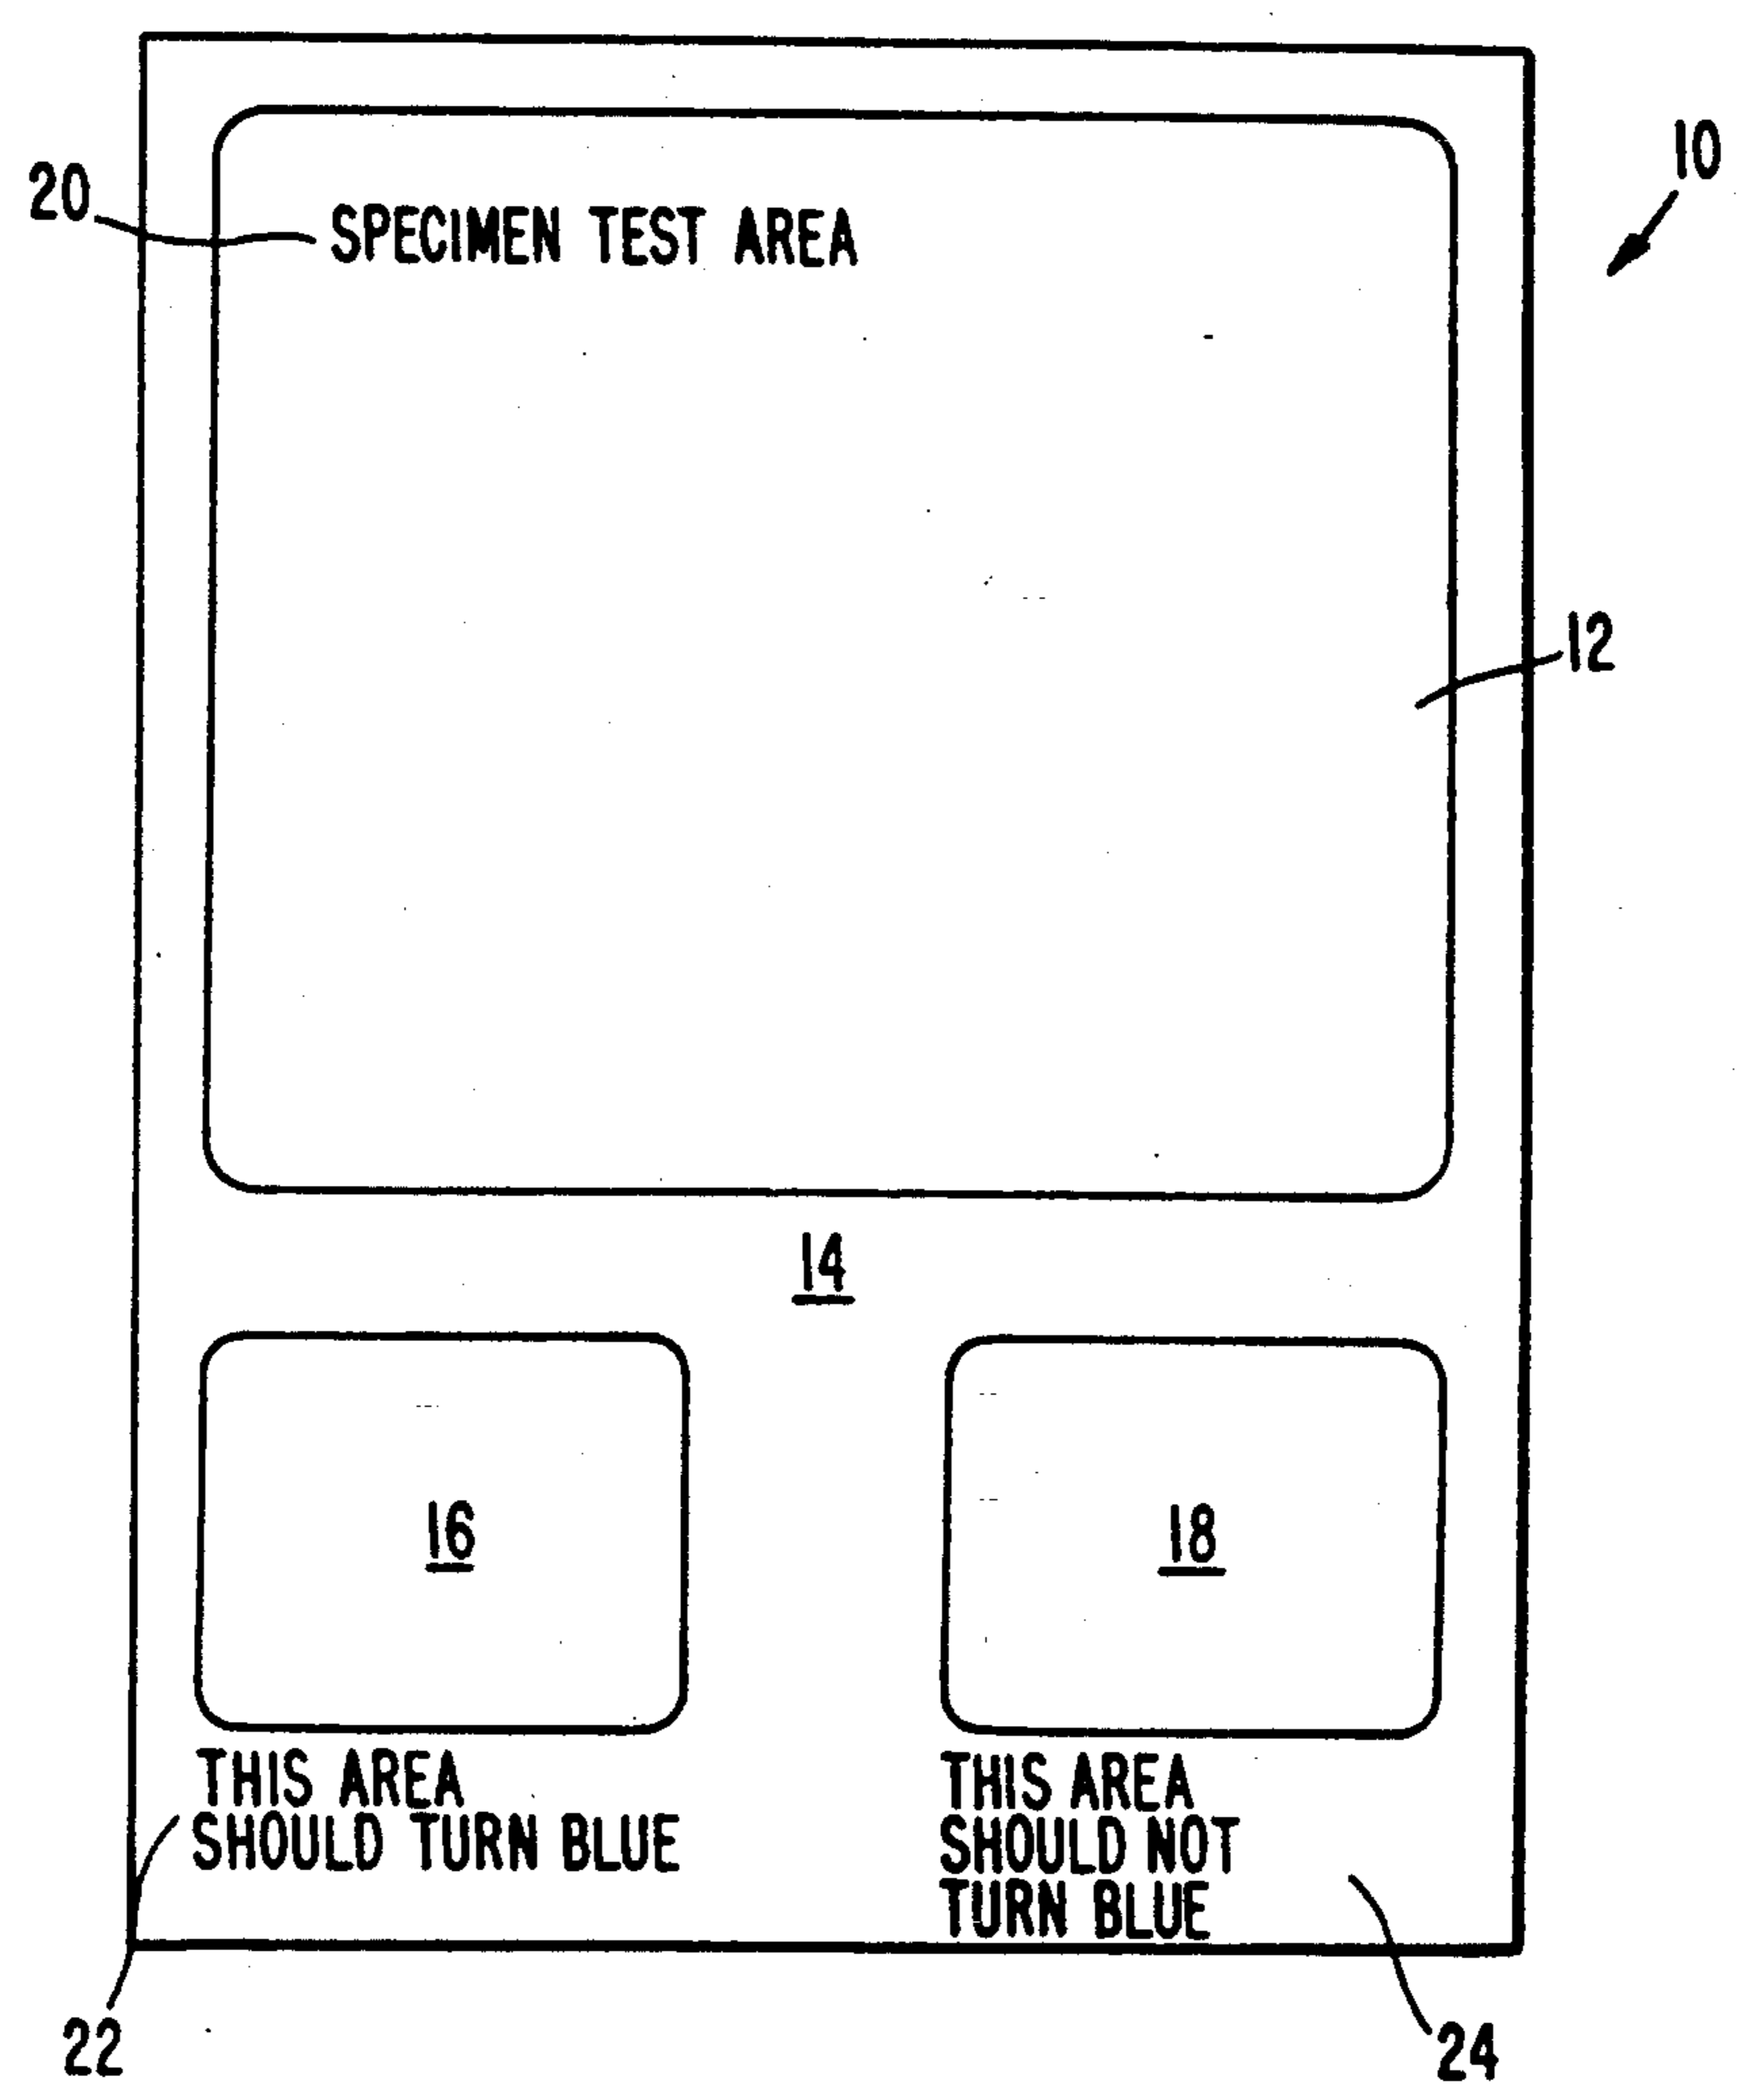 10
20
SPECIMEN TEST AREA
12
14
16
18
THIS AREA
SHOULD TURN BLUE
THIS AREA
SHOULD NOT
TURN BLUE
22
24